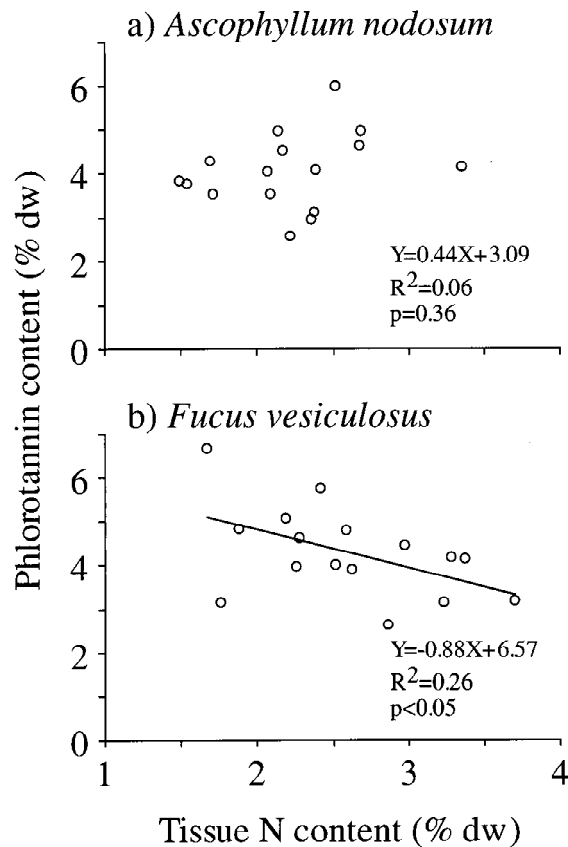 a) Ascophyllum nodosum
6
4
2
0
Y=0.44X+3.09
R²=0.06
p=0.36
Phlorotannin content (% dw)
b) Fucus vesiculosus
6
4
2
0
Y=-0.88X+6.57
R²=0.26
p<0.05
1 2 3 4
Tissue N content (% dw)